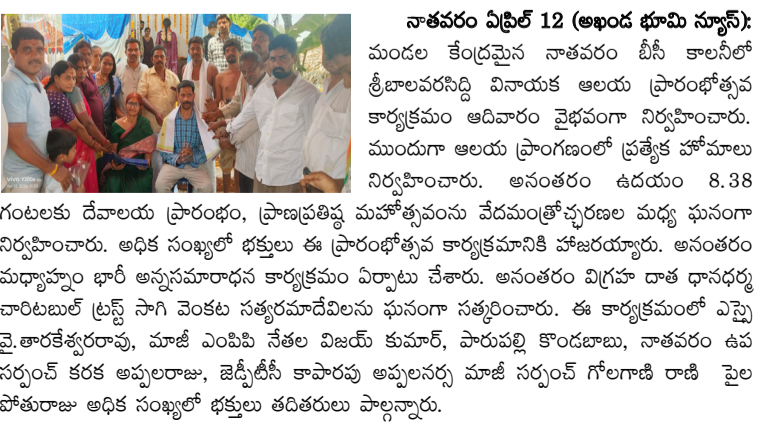 నాతవరం ఏప్రిల్ 12 (అఖండ భూమి న్యూస్):
మండల కేంద్రమైన నాతవరం బీసీ కాలనీలో
శ్రీబాలవరసిద్ది వినాయక ఆలయ ప్రారంభోత్సవ
కార్యక్రమం ఆదివారం వైభవంగా నిర్వహించారు.
ముందుగా ఆలయ ప్రాంగణంలో ప్రత్యేక హోమాలు
నిర్వహించారు. అనంతరం ఉదయం 8.38
గంటలకు దేవాలయ ప్రారంభం, ప్రాణప్రతిష్ఠ మహోత్సవంను వేదమంత్రోచ్ఛరణల మధ్య ఘనంగా
నిర్వహించారు. అధిక సంఖ్యలో భక్తులు ఈ ప్రారంభోత్సవ కార్యక్రమానికి హాజరయ్యారు. అనంతరం
మధ్యాహ్నం భారీ అన్నసమారాధన కార్యక్రమం ఏర్పాటు చేశారు. అనంతరం విగ్రహ దాత ధానధర్మ
చారిటబుల్ ట్రస్ట్ సాగి వెంకట సత్యరమాదేవిలను ఘనంగా సత్కరించారు. ఈ కార్యక్రమంలో ఎస్సై
వై.తారకేశ్వరరావు, మాజీ ఎంపిపి నేతల విజయ్ కుమార్, పారుపల్లి కొండబాబు, నాతవరం ఉప
సర్పంచ్ కరక అప్పలరాజు, జెడ్పీటీసీ కాపారపు అప్పలనర్స మాజీ సర్పంచ్ గోలగాణి రాణి పైల
పోతురాజు అధిక సంఖ్యలో భక్తులు తదితరులు పాల్గన్నారు.